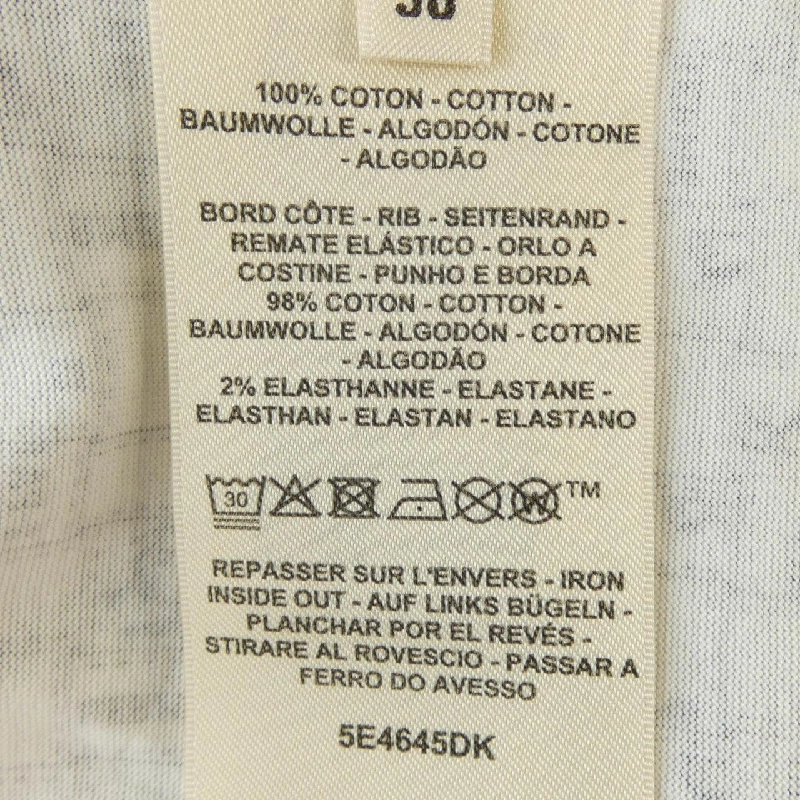 100% COTON - COTTON -
BAUMWOLLE - ALGODÓN - COTONE
- ALGODÃO
BORD CÔTE - RIB - SEITENRAND -
REMATE ELÁSTICO - ORLO A
COSTINE - PUNHO E BORDA
98% COTON - COTTON -
BAUMWOLLE - ALGODÓN - COTONE
- ALGODÃO
2% ELASTHANNE - ELASTANE -
ELASTHAN - ELASTAN - ELASTANO
30 W TM
REPASSER SUR L'ENVERS - IRON
INSIDE OUT - AUF LINKS BÜGELN -
PLANCHAR POR EL REVÉS -
STIRARE AL ROVESCIO - PASSAR A
FERRO DO AVESSO
5E4645DK